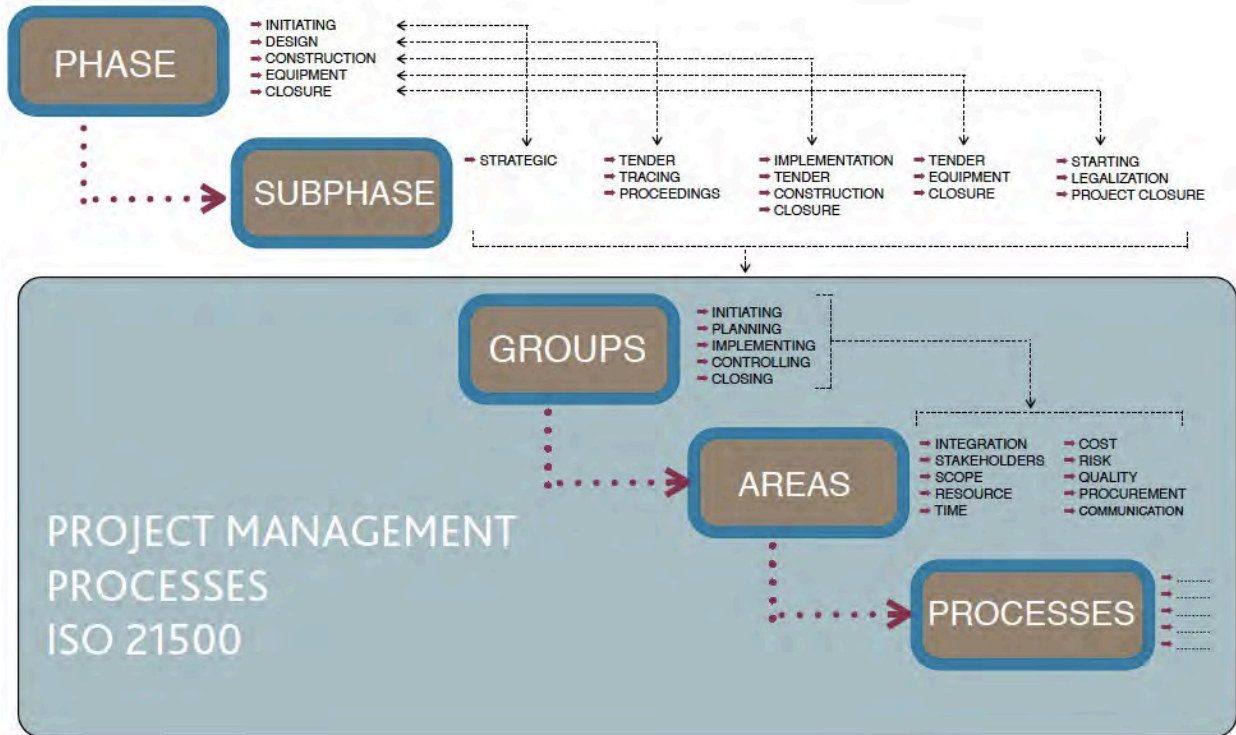 PHASE
INITIATING
DESIGN
CONSTRUCTION
EQUIPMENT
CLOSURE
SUBPHASE
STRATEGIC
TENDER
TRACING
PROCEEDINGS
IMPLEMENTATION
TENDER
CONSTRUCTION
CLOSURE
TENDER
EQUIPMENT
CLOSURE
STARTING
LEGALIZATION
PROJECT CLOSURE
GROUPS
INITIATING
PLANNING
IMPLEMENTING
CONTROLLING
CLOSING
AREAS
INTEGRATION
STAKEHOLDERS
SCOPE
RESOURCE
TIME
COST
RISK
QUALITY
PROCUREMENT
COMMUNICATION
PROCESSES
PROJECT MANAGEMENT
PROCESSES
ISO 21500